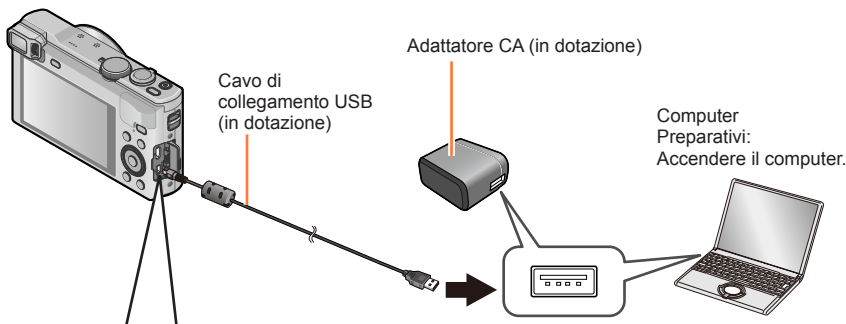 Adattatore CA (in dotazione)
Cavo di
collegamento USB
(in dotazione)
Computer
Preparativi:
Accendere il computer.